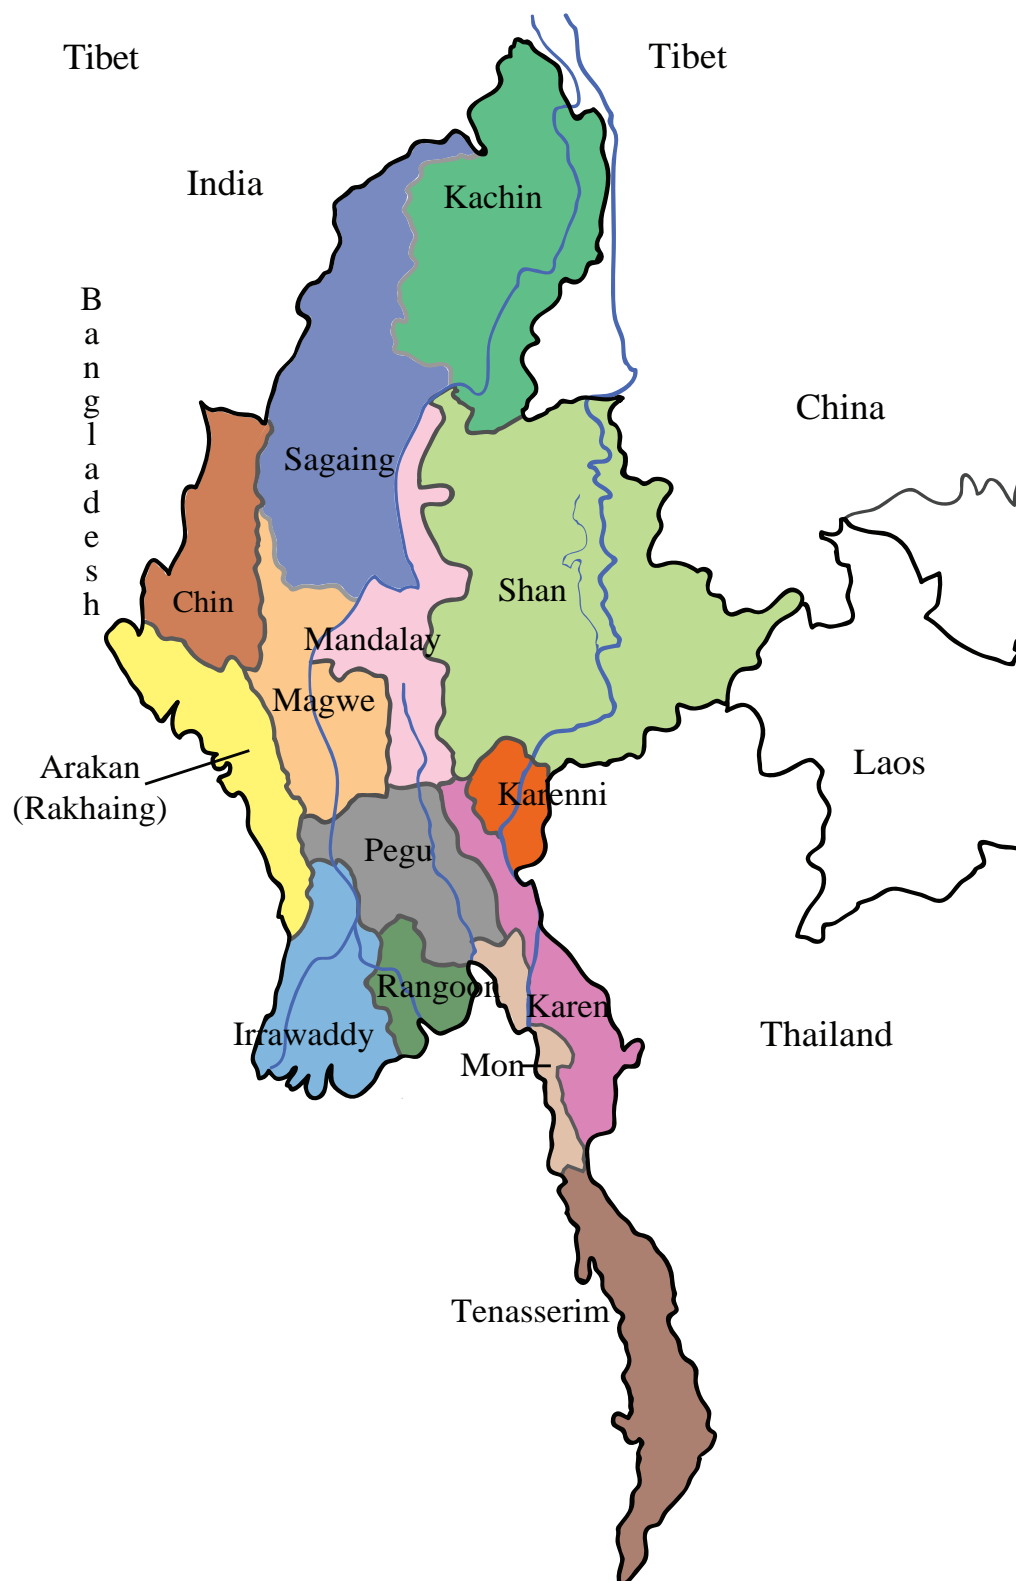 Tibet
Tibet
India
Kachin
Bangladesh
China
Sagaing
Shan
Chin
Mandalay
Magwe
Arakan
(Rakhaing)
Laos
Karenni
Pegu
Rangoon
Karen
Irrawaddy
Thailand
Mon
Tenasserim